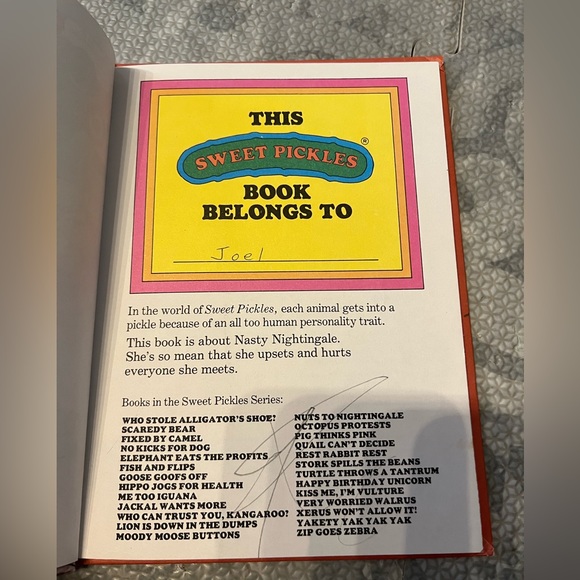 THIS
SWEET PICKLES®
BOOK
BELONGS TO
Joel
In the world of Sweet Pickles, each animal gets into a
pickle because of an all too human personality trait.
This book is about Nasty Nightingale.
She's so mean that she upsets and hurts
everyone she meets.
Books in the Sweet Pickles Series:
WHO STOLE ALLIGATOR'S SHOE?
SCAREDY BEAR
FIXED BY CAMEL
NO KICKS FOR DOG
ELEPHANT EATS THE PROFITS
FISH AND FLIPS
GOOSE GOOFS OFF
HIPPO JOGS FOR HEALTH
ME TOO IGUANA
JACKAL WANTS MORE
WHO CAN TRUST YOU, KANGAROO?
LION IS DOWN IN THE DUMPS
MOODY MOOSE BUTTONS
NUTS TO NIGHTINGALE
OCTOPUS PROTESTS
PIG THINKS PINK
QUAIL CAN'T DECIDE
REST RABBIT REST
STORK SPILLS THE BEANS
TURTLE THROWS A TANTRUM
HAPPY BIRTHDAY UNICORN
KISS ME, I'M VULTURE
VERY WORRIED WALRUS
XERUS WON'T ALLOW IT!
YAKETY YAK YAK YAK
ZIP GOES ZEBRA